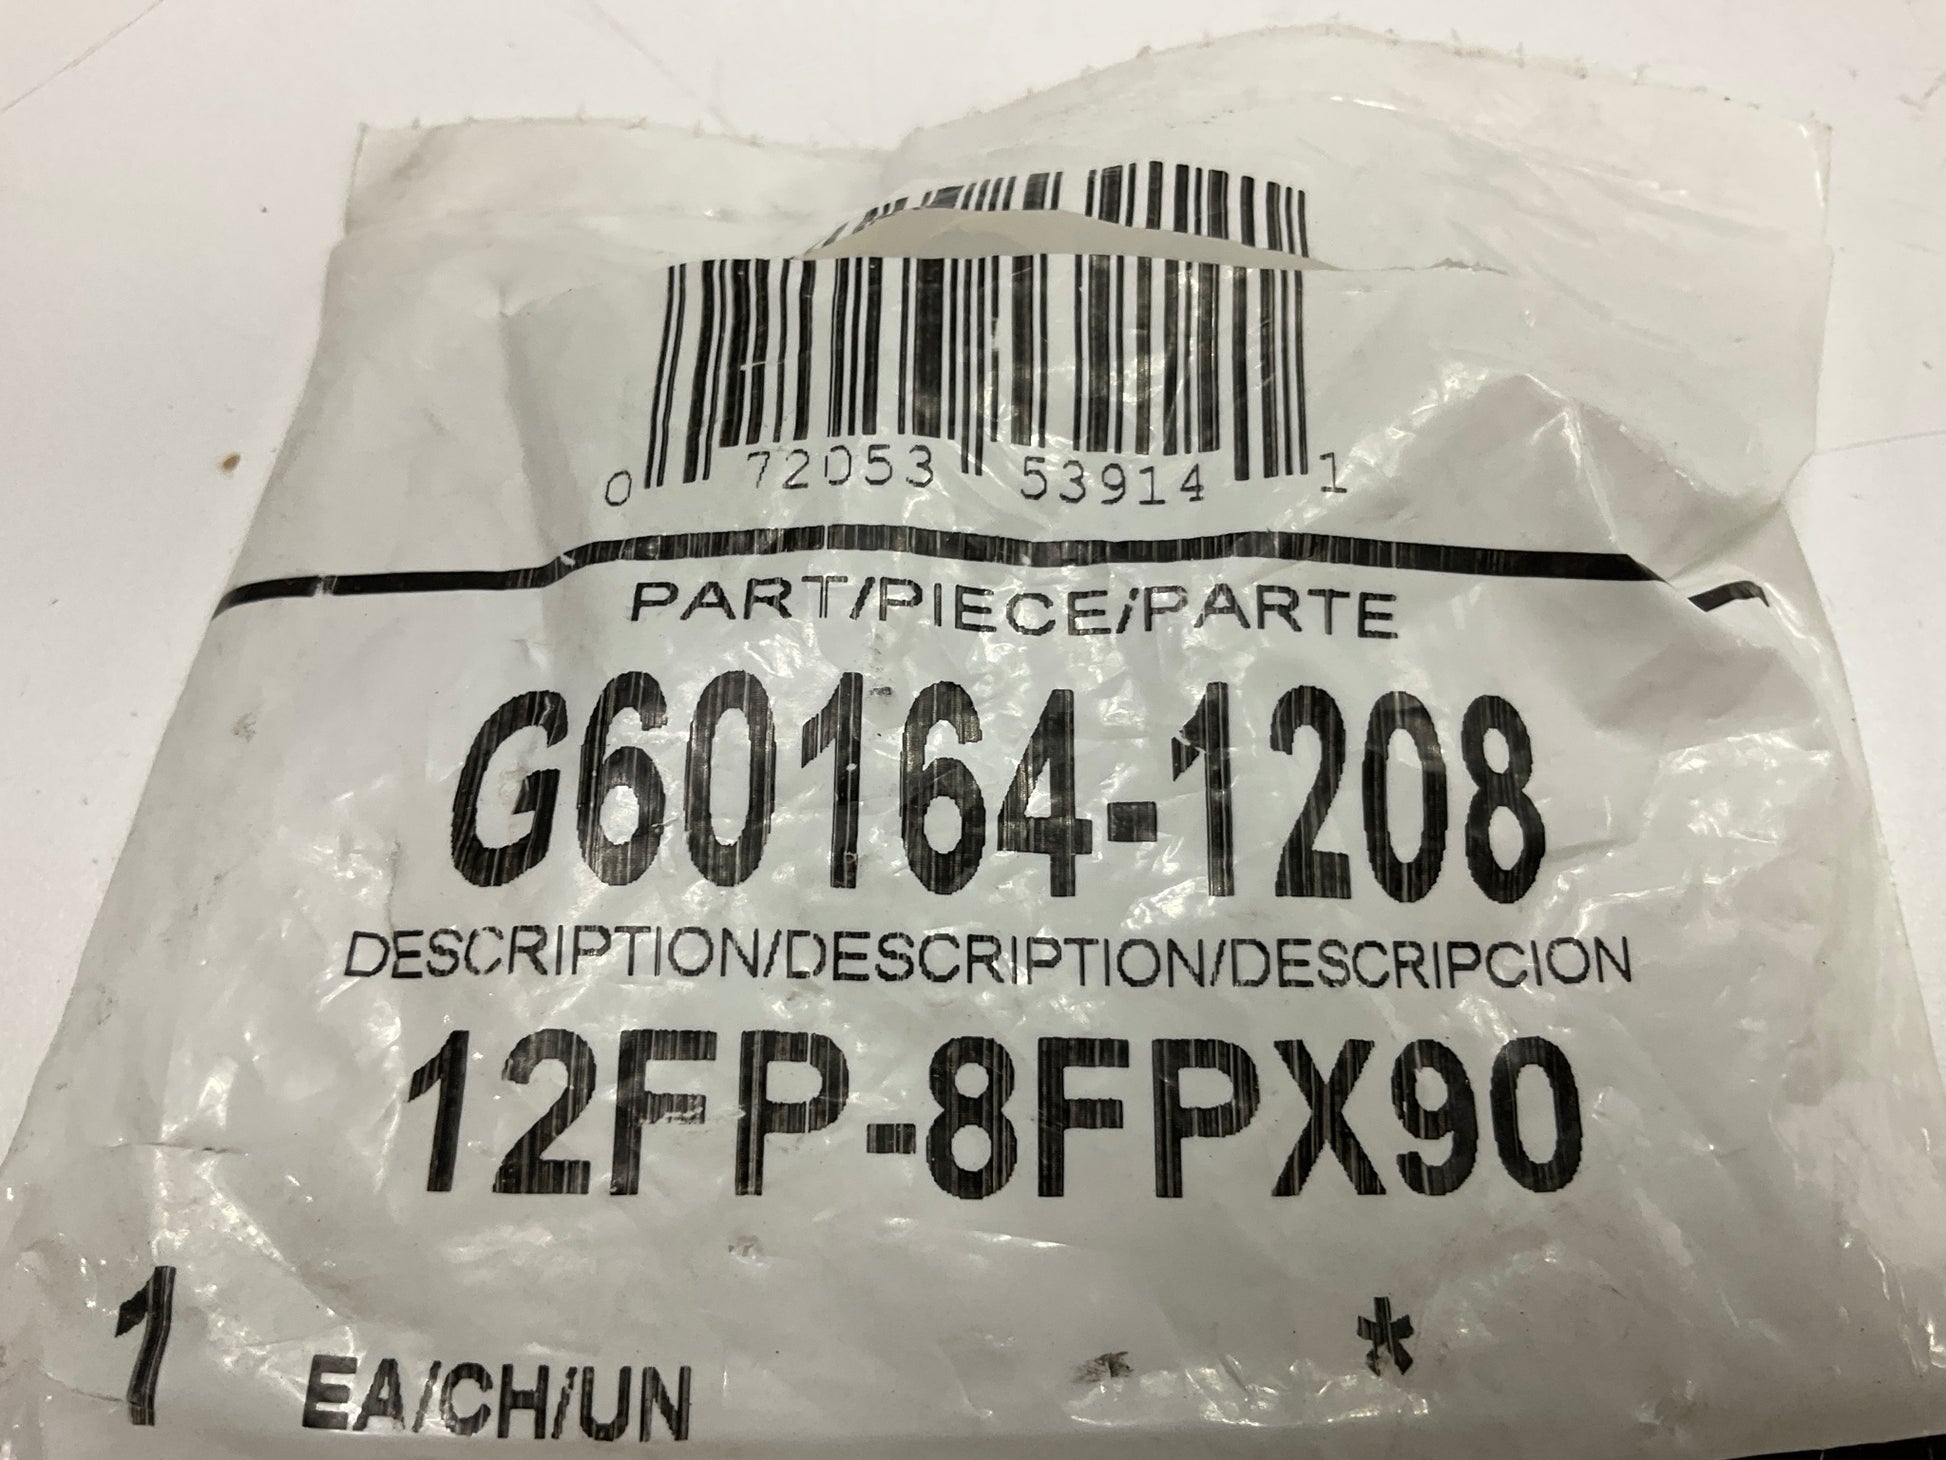 0 72053 53914 1
PART/PIECE/PARTE
G60164-1208
DESCRIPTION/DESCRIPTION/DESCRIPCION
12FP-8FPX90
1 EA/CH/UN *